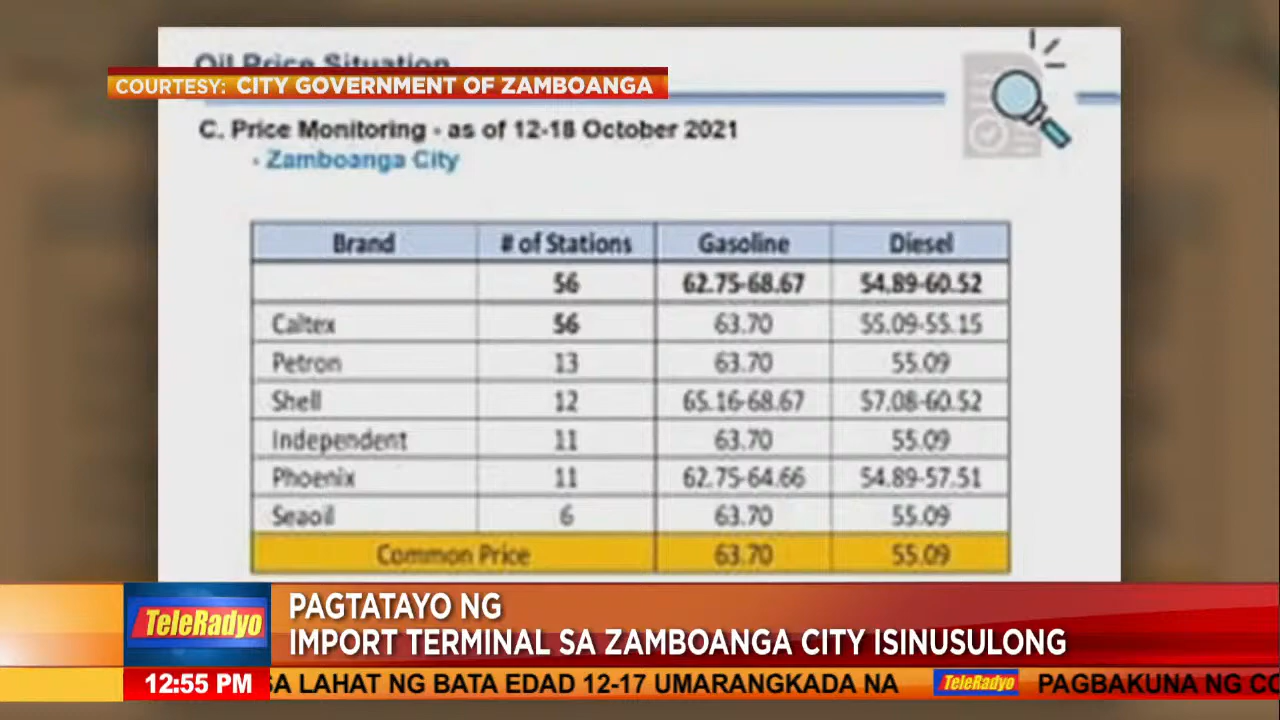 Oil Price Situation
COURTESY: CITY GOVERNMENT OF ZAMBOANGA
C. Price Monitoring - as of 12-18 October 2021
- Zamboanga City
Brand # of Stations Gasoline Diesel
56 62.75-68.67 54.89-60.52
Caltex 56 63.70 55.09-55.15
Petron 13 63.70 55.09
Shell 12 65.16-68.67 57.08-60.52
Independent 11 63.70 55.09
Phoenix 11 62.75-64.66 54.89-57.51
Seaoil 6 63.70 55.09
Common Price 63.70 55.09
TeleRadyo
PAGTATAYO NG
IMPORT TERMINAL SA ZAMBOANGA CITY ISINUSULONG
12:55 PM SA LAHAT NG BATA EDAD 12-17 UMARANGKADA NA TeleRadyo PAGBAKUNA NG CO